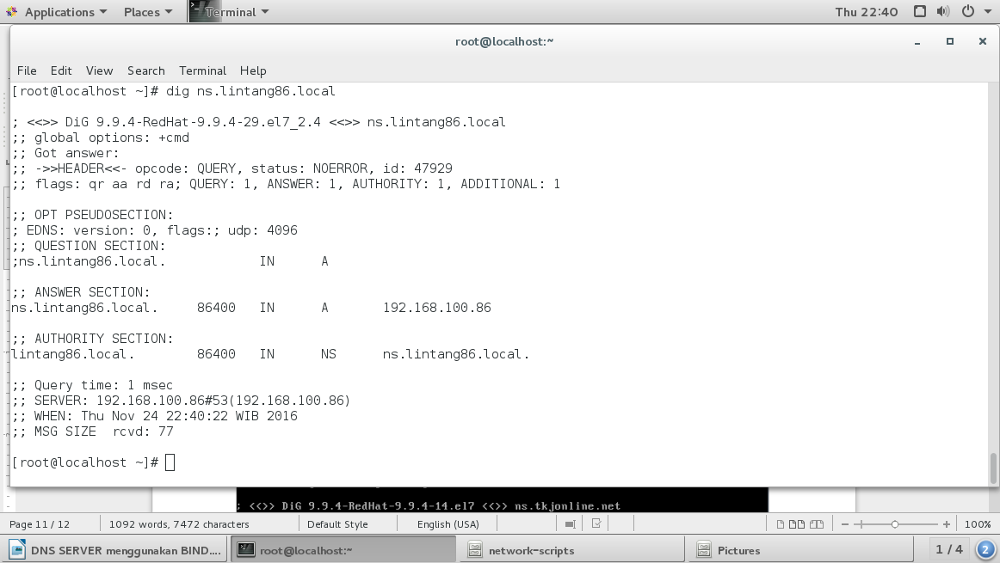 Applications Places Terminal Thu 22:40
root@localhost:~
File Edit View Search Terminal Help
[root@localhost ~]# dig ns.lintang86.local
; <<>> DiG 9.9.4-RedHat-9.9.4-29.el7_2.4 <<>> ns.lintang86.local
;; global options: +cmd
;; Got answer:
;; ->>HEADER<<- opcode: QUERY, status: NOERROR, id: 47929
;; flags: qr aa rd ra; QUERY: 1, ANSWER: 1, AUTHORITY: 1, ADDITIONAL: 1
;; OPT PSEUDOSECTION:
; EDNS: version: 0, flags:; udp: 4096
;; QUESTION SECTION:
;ns.lintang86.local. IN A
;; ANSWER SECTION:
ns.lintang86.local. 86400 IN A 192.168.100.86
;; AUTHORITY SECTION:
lintang86.local. 86400 IN NS ns.lintang86.local.
;; Query time: 1 msec
;; SERVER: 192.168.100.86#53(192.168.100.86)
;; WHEN: Thu Nov 24 22:40:22 WIB 2016
;; MSG SIZE rcvd: 77
[root@localhost ~]#
; <<>> DiG 9.9.4-RedHat-9.9.4-14.el7 <<>> ns.tkjonline.net
Page 11 / 12 1092 words, 7472 characters Default Style English (USA) 100%
DNS SERVER menggunakan BIND.... root@localhost:~ network-scripts Pictures 1 / 4 2